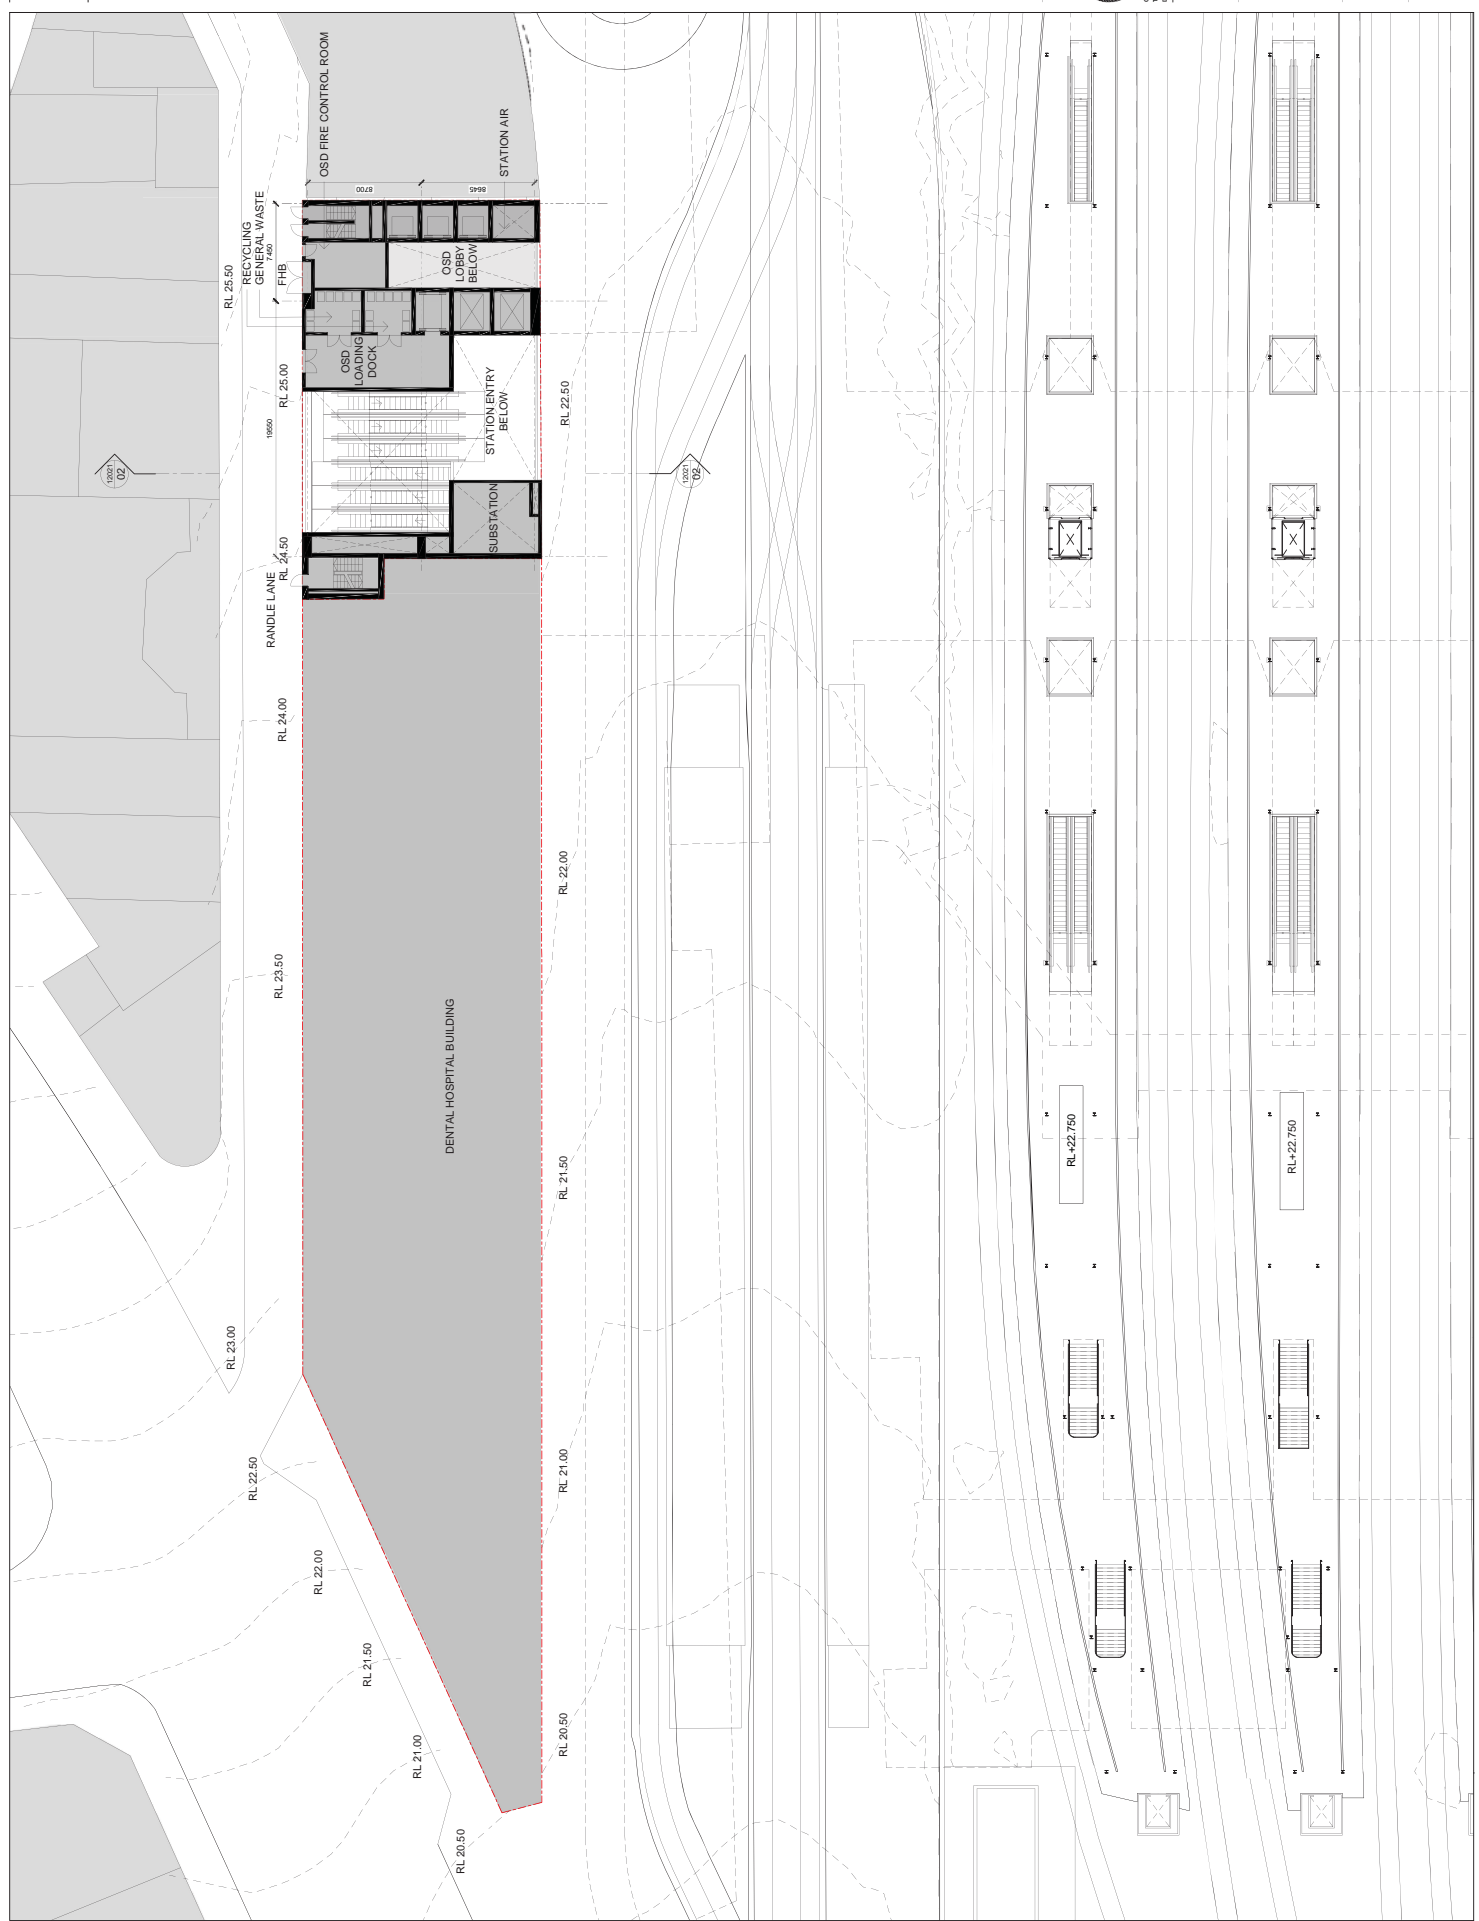 OSD FIRE CONTROL ROOM
STATION AIR
8700
8645
RECYCLING
GENERAL WASTE
7450
FHB
RL 25.50
OSD
LOBBY
BELOW
OSD
LOADING
DOCK
RL 25.00
19550
STATION ENTRY
BELOW
RL 22.50
12021
02
12021
02
SUBSTATION
RL 24.50
RANDLE LANE
RL 24.00
RL 22.00
RL 23.50
DENTAL HOSPITAL BUILDING
RL+22.750
RL+22.750
RL 21.50
RL 23.00
RL 22.50
RL 21.00
RL 22.00
RL 21.50
RL 21.00
RL 20.50
RL 20.50